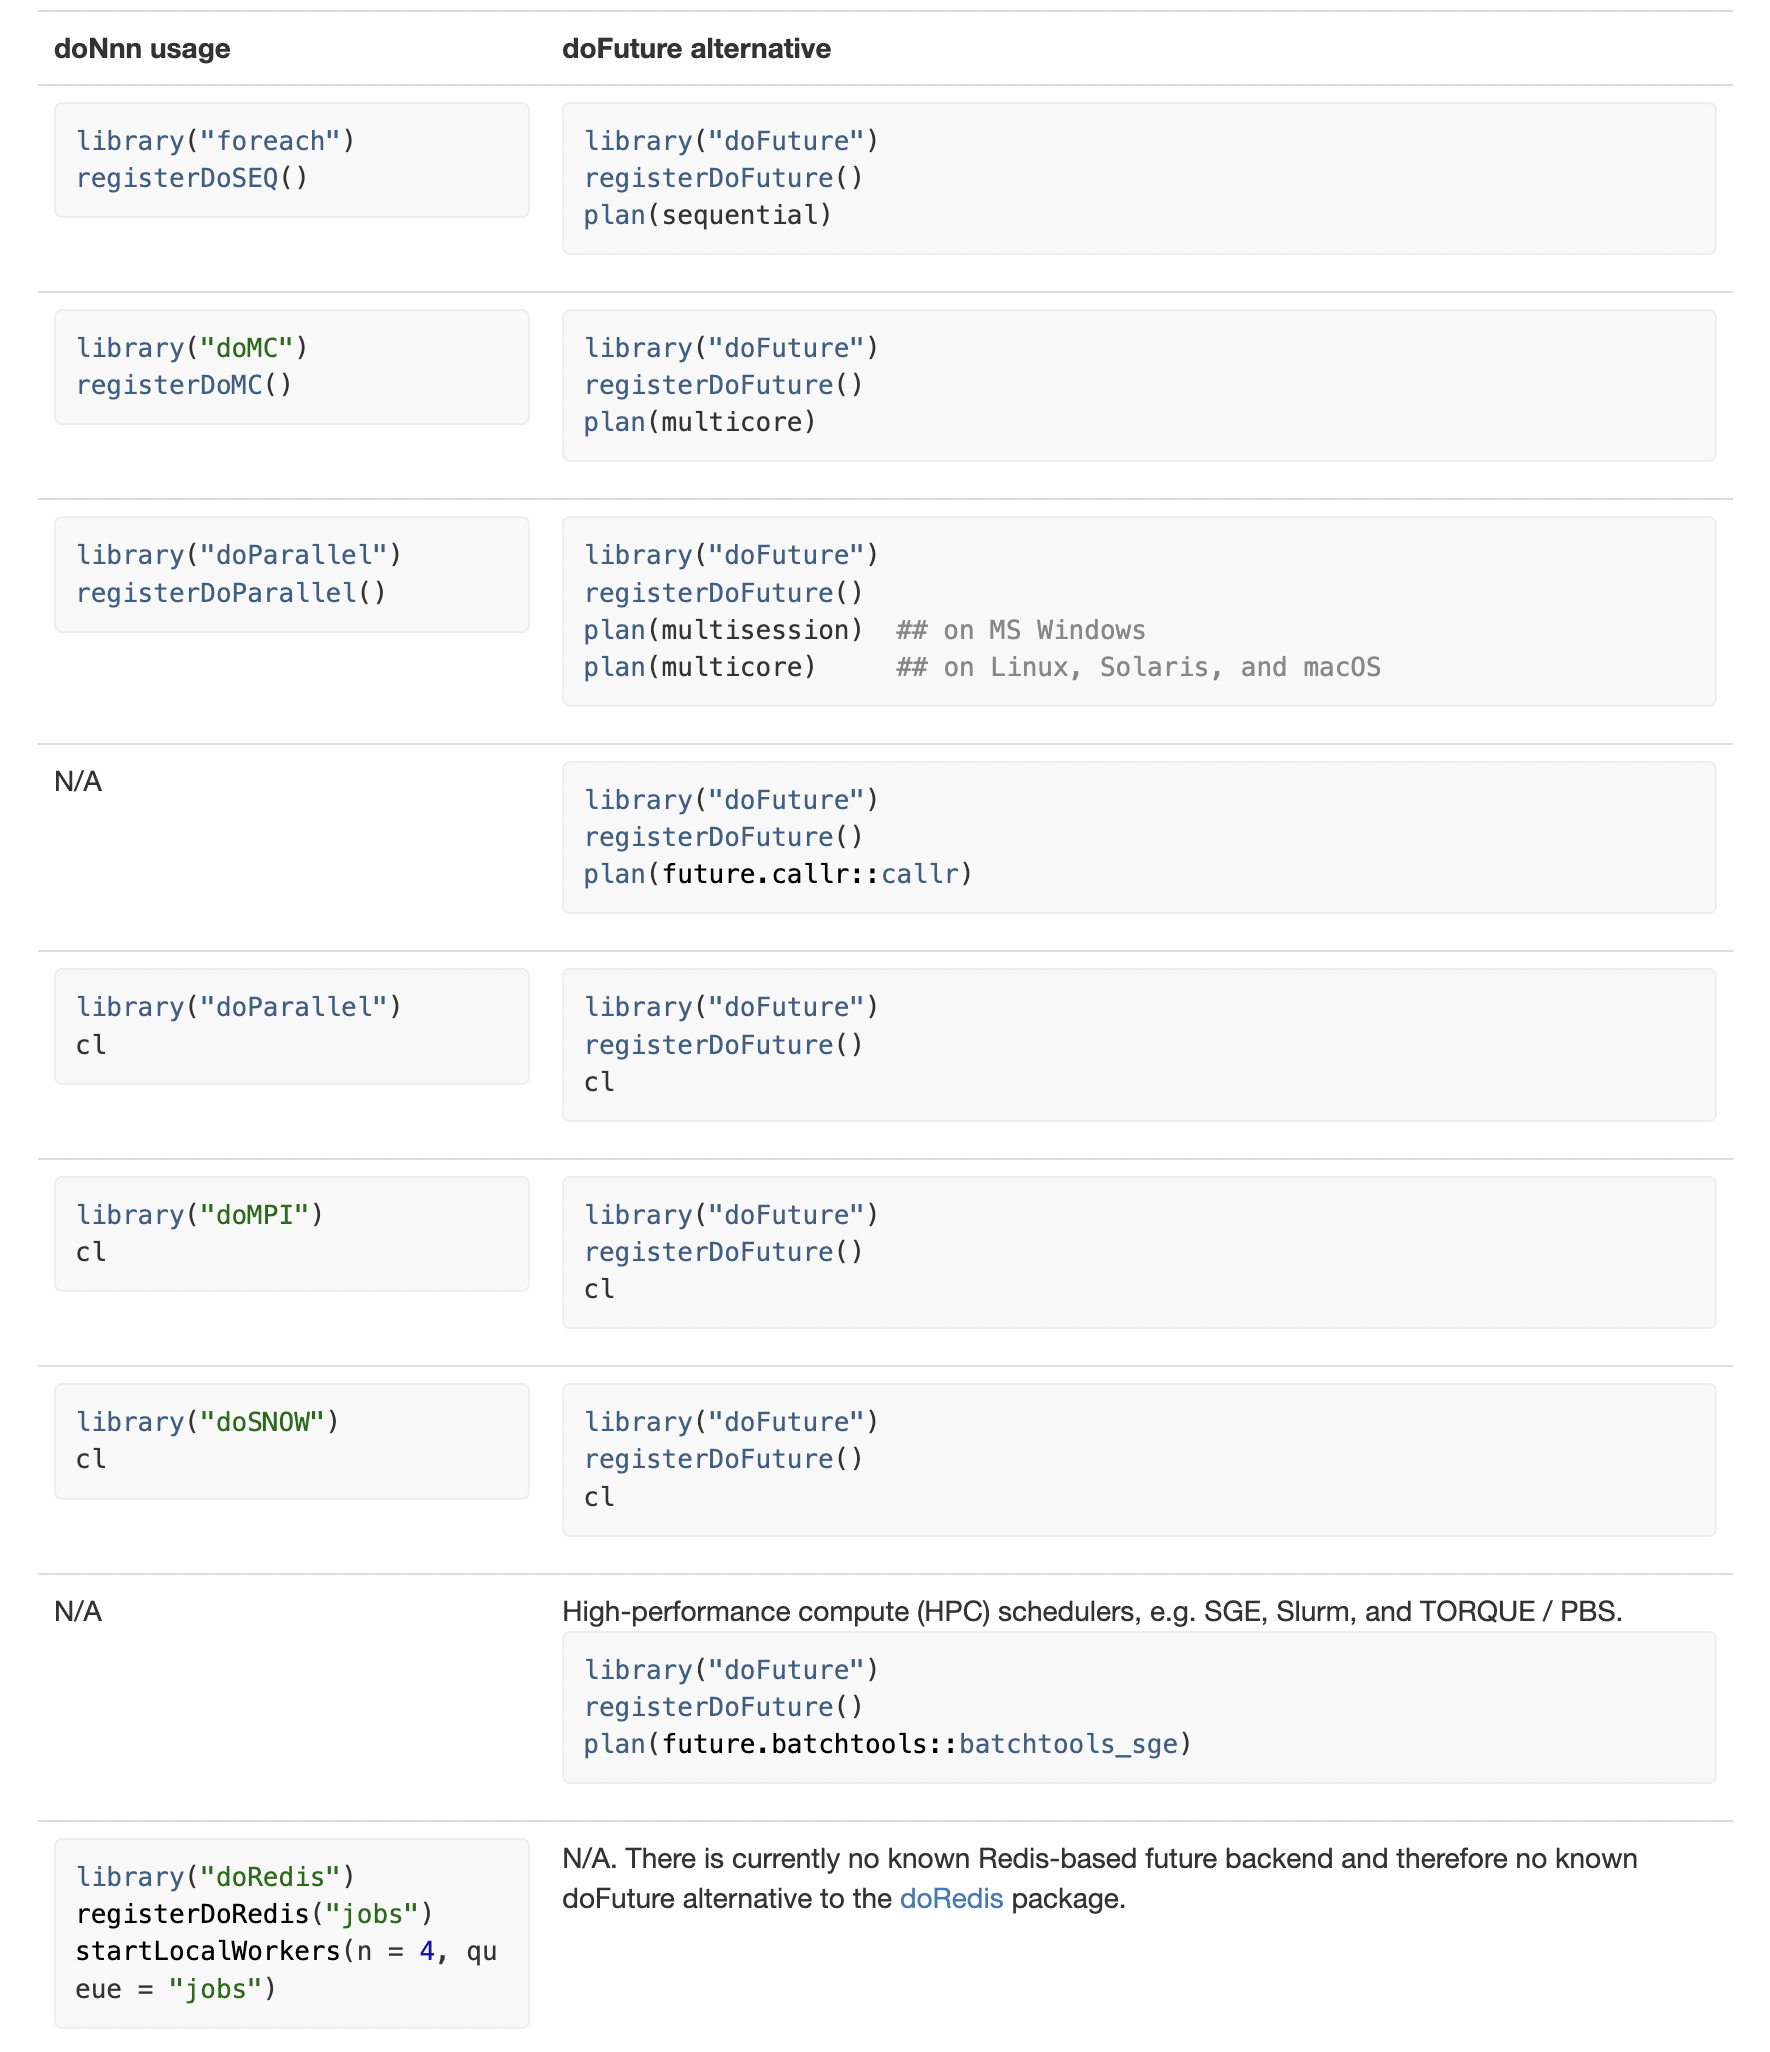 doNnn usage
doFuture alternative
library("foreach")
registerDoSEQ()
library("doFuture")
registerDoFuture()
plan(sequential)
library("doMC")
registerDoMC()
library("doFuture")
registerDoFuture()
plan(multicore)
library("doParallel")
registerDoParallel()
library("doFuture")
registerDoFuture()
plan(multisession)  ## on MS Windows
plan(multicore)     ## on Linux, Solaris, and macOS
N/A
library("doFuture")
registerDoFuture()
plan(future.callr::callr)
library("doParallel")
cl
library("doFuture")
registerDoFuture()
cl
library("doMPI")
cl
library("doFuture")
registerDoFuture()
cl
library("doSNOW")
cl
library("doFuture")
registerDoFuture()
cl
N/A
High-performance compute (HPC) schedulers, e.g. SGE, Slurm, and TORQUE / PBS.
library("doFuture")
registerDoFuture()
plan(future.batchtools::batchtools_sge)
library("doRedis")
registerDoRedis("jobs")
startLocalWorkers(n = 4, qu
eue = "jobs")
N/A. There is currently no known Redis-based future backend and therefore no known
doFuture alternative to the doRedis package.